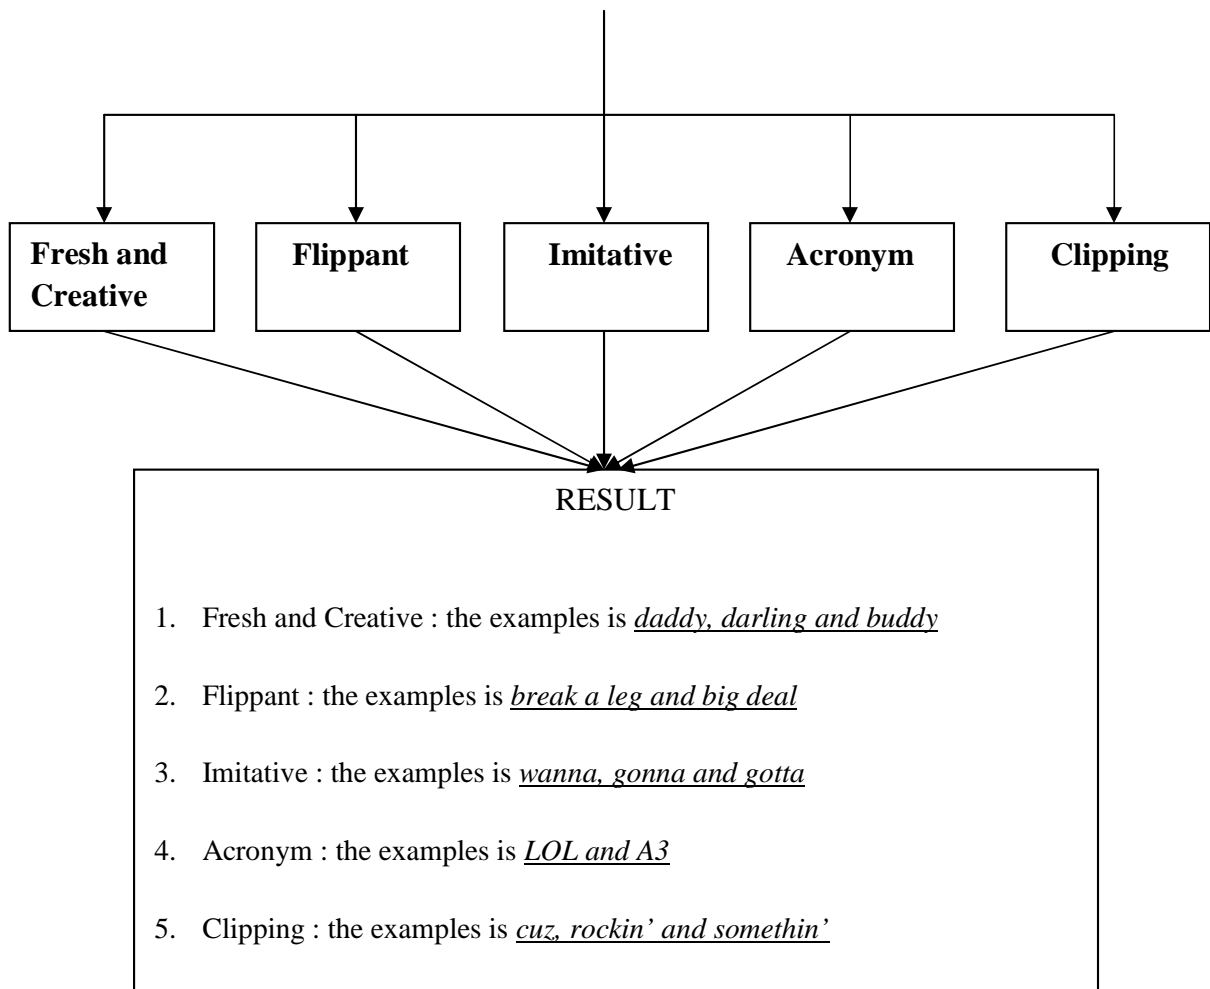 Fresh and
Creative
Flippant
Imitative
Acronym
Clipping
RESULT
1. Fresh and Creative : the examples is daddy, darling and buddy
2. Flippant : the examples is break a leg and big deal
3. Imitative : the examples is wanna, gonna and gotta
4. Acronym : the examples is LOL and A3
5. Clipping : the examples is cuz, rockin’ and somethin’